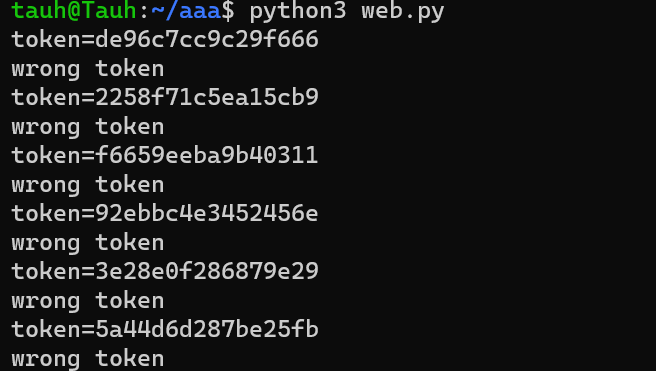 tauh@Tauh:~/aaa$ python3 web.py
token=de96c7cc9c29f666
wrong token
token=2258f71c5ea15cb9
wrong token
token=f6659eeba9b40311
wrong token
token=92ebbc4e3452456e
wrong token
token=3e28e0f286879e29
wrong token
token=5a44d6d287be25fb
wrong token